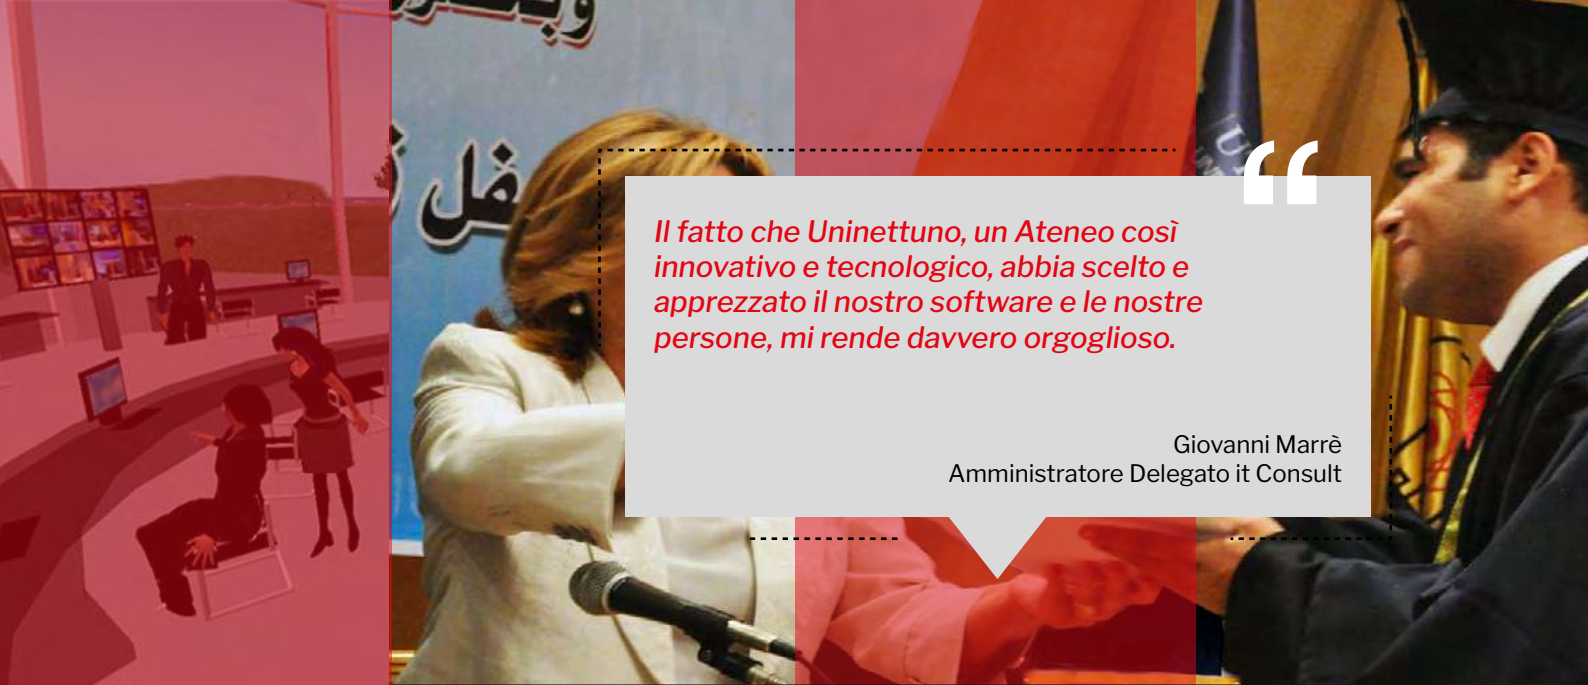 فل
Il fatto che Uninettuno, un Ateneo così
innovativo e tecnologico, abbia scelto e
apprezzato il nostro software e le nostre
persone, mi rende davvero orgoglioso.
Giovanni Marrè
Amministratore Delegato it Consult